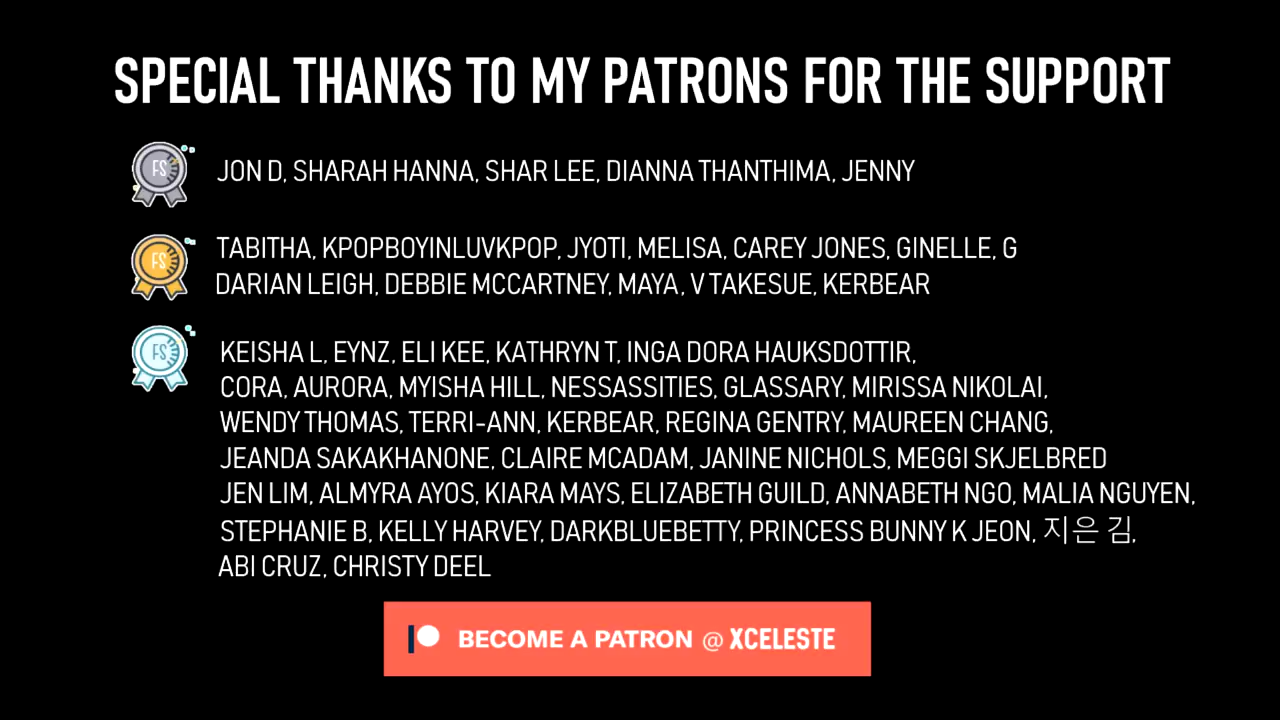 SPECIAL THANKS TO MY PATRONS FOR THE SUPPORT
FS
JON D, SHARAH HANNA, SHAR LEE, DIANNA THANTHIMA, JENNY
FS
TABITHA, KPOPBOYINLUVKPOP, JYOTI, MELISA, CAREY JONES, GINELLE, G
DARIAN LEIGH, DEBBIE MCCARTNEY, MAYA, V TAKESUE, KERBEAR
FS
KEISHA L, EYNZ, ELI KEE, KATHRYN T, INGA DORA HAUKSDOTTIR,
CORA, AURORA, MYISHA HILL, NESSASSITIES, GLASSARY, MIRISSA NIKOLAI,
WENDY THOMAS, TERRI-ANN, KERBEAR, REGINA GENTRY, MAUREEN CHANG,
JEANDA SAKAKHANONE, CLAIRE MCADAM, JANINE NICHOLS, MEGGI SKJELBRED
JEN LIM, ALMYRA AYOS, KIARA MAYS, ELIZABETH GUILD, ANNABETH NGO, MALIA NGUYEN,
STEPHANIE B, KELLY HARVEY, DARKBLUEBETTY, PRINCESS BUNNY K JEON, 지은 김,
ABI CRUZ, CHRISTY DEEL
BECOME A PATRON @ XCELESTE